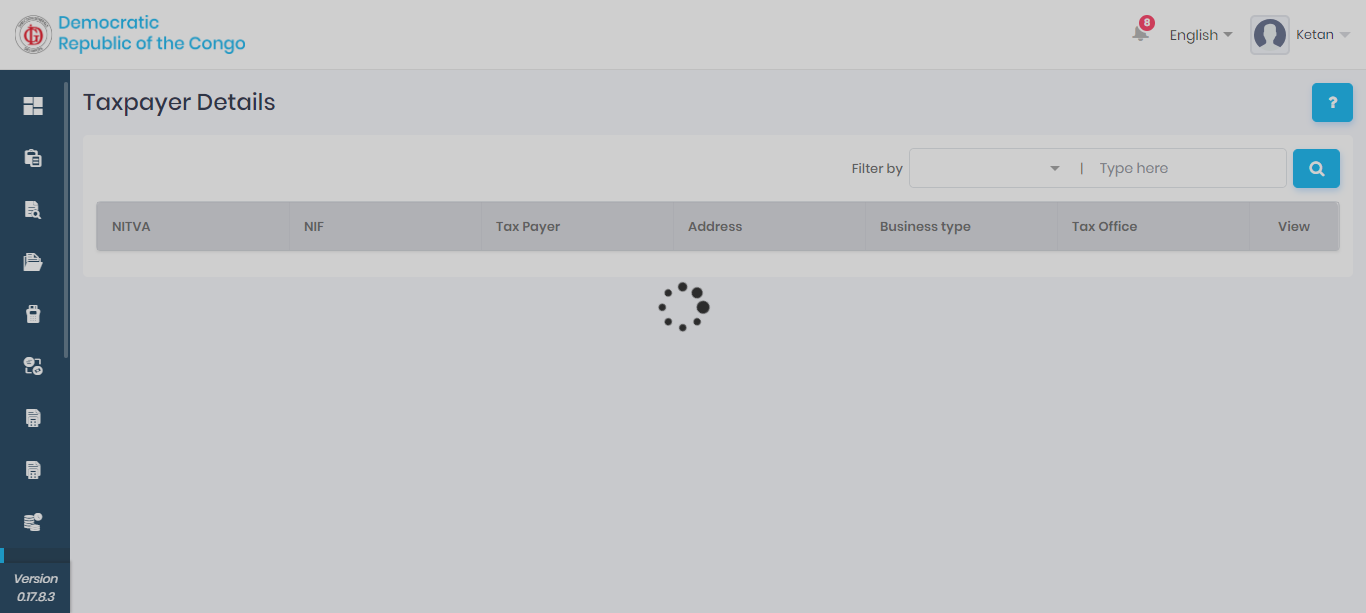 Democratic
Republic of the Congo
8
English
Ketan
Taxpayer Details
?
Filter by
| Type here
NITVA NIF Tax Payer Address Business type Tax Office View
Version
0.17.8.3